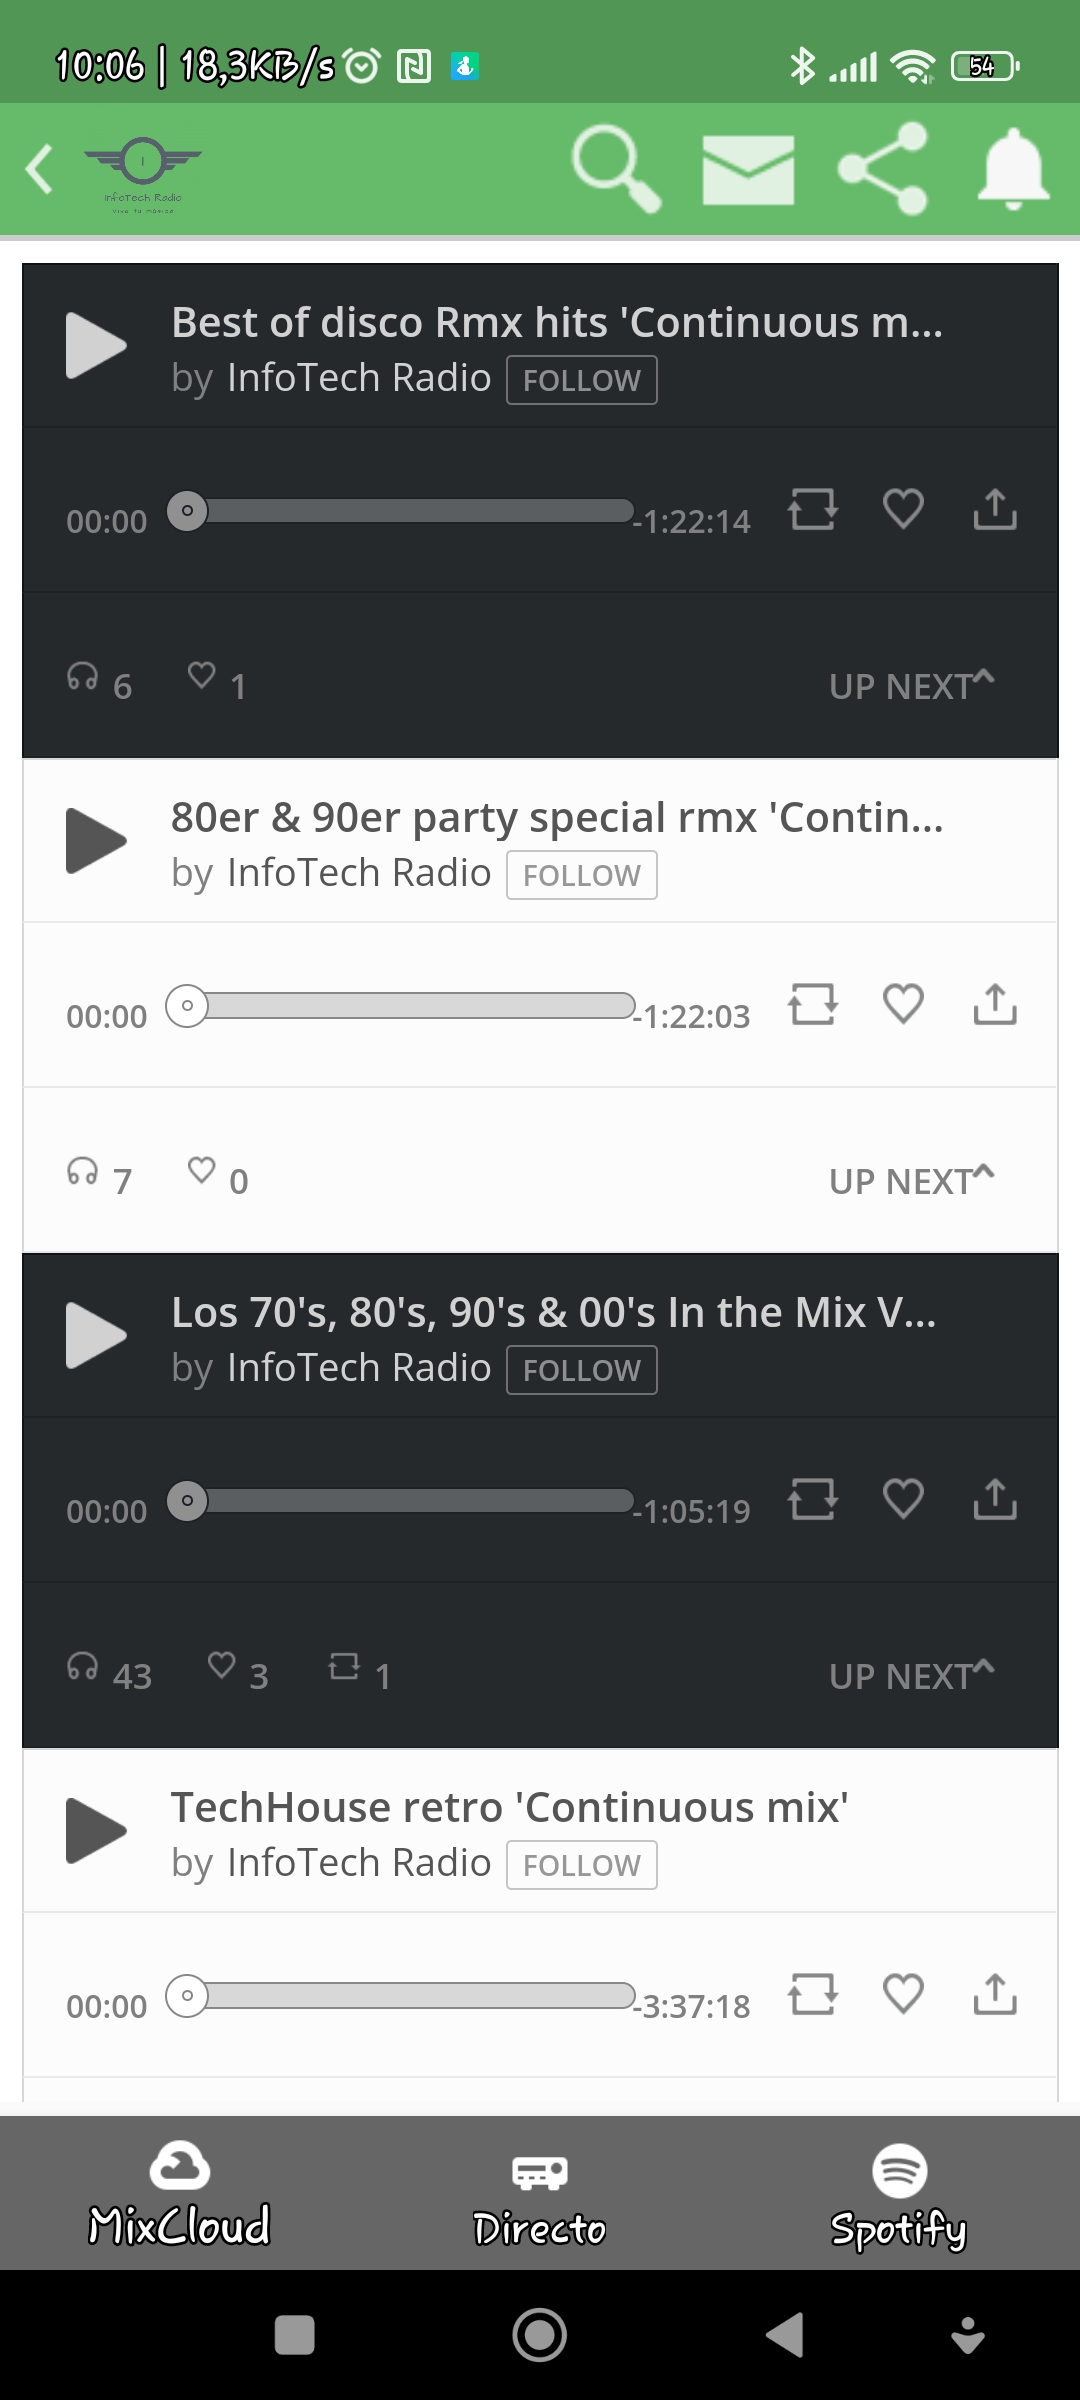 10:06 | 18,3KB/s
54
InfoTech Radio
Vive tu música
Best of disco Rmx hits 'Continuous m...
by InfoTech Radio FOLLOW
00:00 -1:22:14
6 1 UP NEXT
80er & 90er party special rmx 'Contin...
by InfoTech Radio FOLLOW
00:00 -1:22:03
7 0 UP NEXT
Los 70's, 80's, 90's & 00's In the Mix V...
by InfoTech Radio FOLLOW
00:00 -1:05:19
43 3 1 UP NEXT
TechHouse retro 'Continuous mix'
by InfoTech Radio FOLLOW
00:00 -3:37:18
MixCloud Directo Spotify